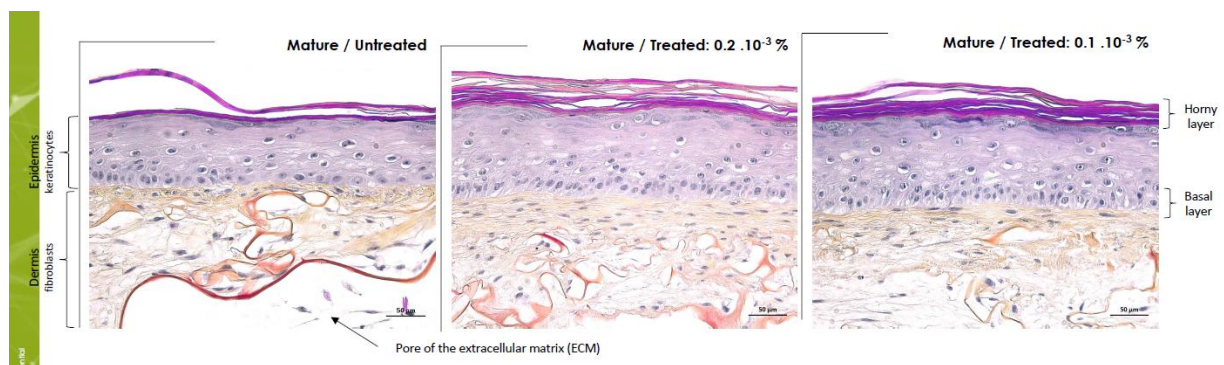 Mature / Untreated
Mature / Treated: 0.2 .10⁻³ %
Mature / Treated: 0.1 .10⁻³ %
Epidermis
keratinocytes
Dermis
fibroblasts
Horny
layer
Basal
layer
50 µm
50 µm
50 µm
Pore of the extracellular matrix (ECM)